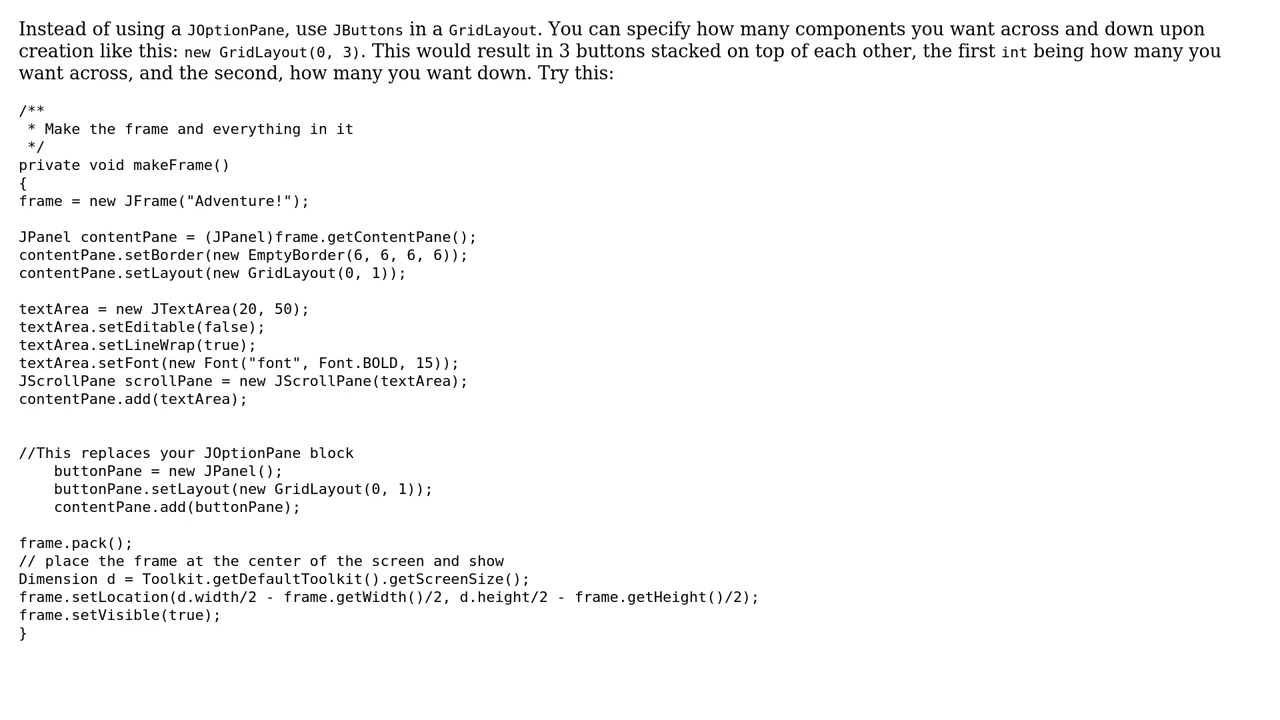 Instead of using a JOptionPane, use JButtons in a GridLayout. You can specify how many components you want across and down upon
creation like this: new GridLayout(0, 3). This would result in 3 buttons stacked on top of each other, the first int being how many you
want across, and the second, how many you want down. Try this:
/**
 * Make the frame and everything in it
 */
private void makeFrame()
{
frame = new JFrame("Adventure!");
JPanel contentPane = (JPanel)frame.getContentPane();
contentPane.setBorder(new EmptyBorder(6, 6, 6, 6));
contentPane.setLayout(new GridLayout(0, 1));
textArea = new JTextArea(20, 50);
textArea.setEditable(false);
textArea.setLineWrap(true);
textArea.setFont(new Font("font", Font.BOLD, 15));
JScrollPane scrollPane = new JScrollPane(textArea);
contentPane.add(textArea);
//This replaces your JOptionPane block
    buttonPane = new JPanel();
    buttonPane.setLayout(new GridLayout(0, 1));
    contentPane.add(buttonPane);
frame.pack();
// place the frame at the center of the screen and show
Dimension d = Toolkit.getDefaultToolkit().getScreenSize();
frame.setLocation(d.width/2 - frame.getWidth()/2, d.height/2 - frame.getHeight()/2);
frame.setVisible(true);
}